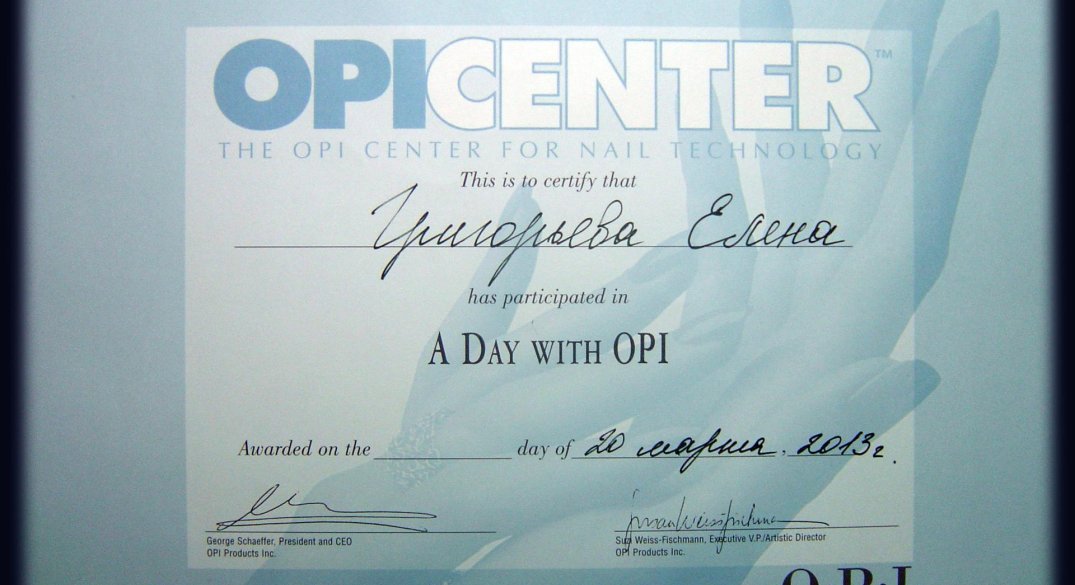 OPICENTER™
THE OPI CENTER FOR NAIL TECHNOLOGY
This is to certify that
Григорьева Елена
has participated in
A DAY WITH OPI
Awarded on the day of 20 марта, 2013г.
George Schaeffer, President and CEO
OPI Products Inc.
Suzi Weiss-Fischmann, Executive V.P./Artistic Director
OPI Products Inc.
O·P·I